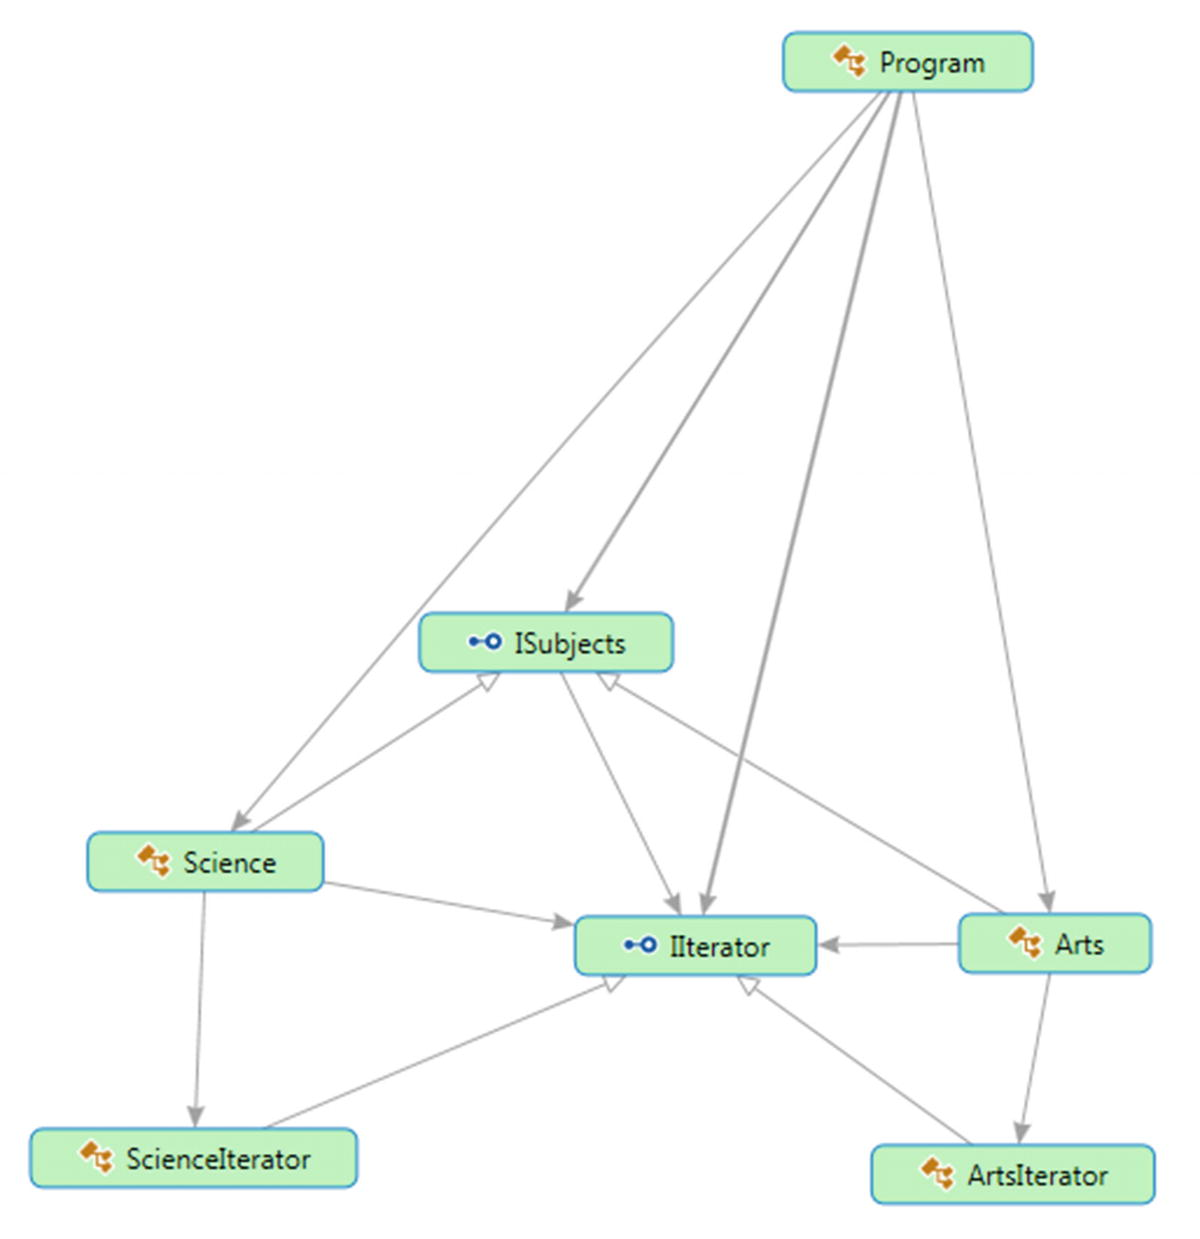 Program
ISubjects
Science
IIterator
Arts
ScienceIterator
ArtsIterator